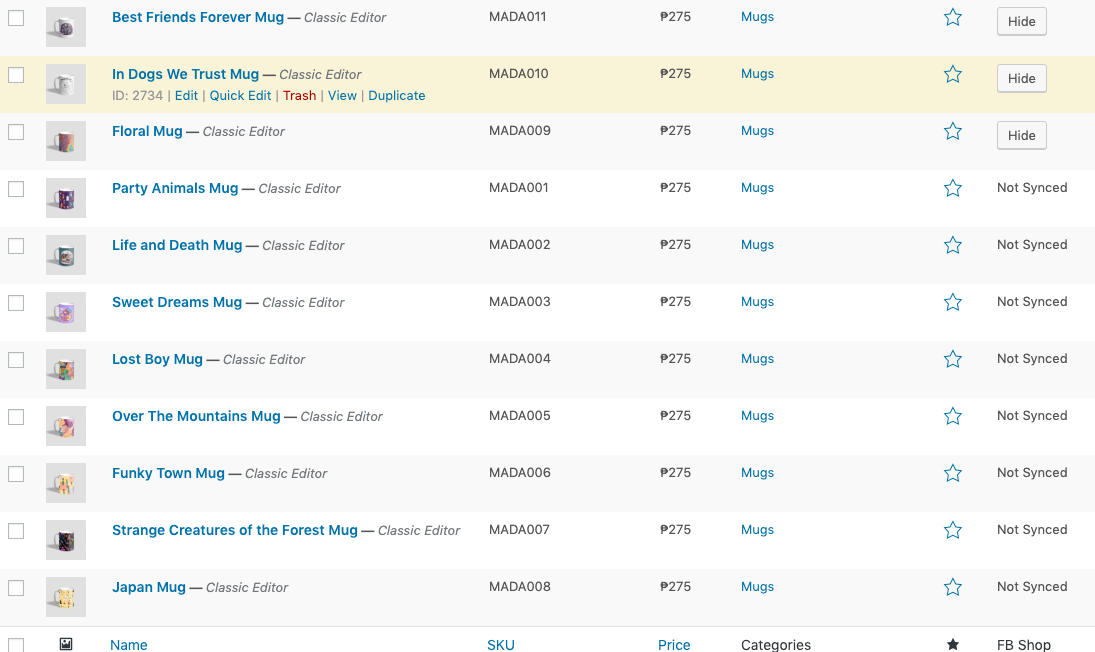 Best Friends Forever Mug — Classic Editor MADA011 ₱275 Mugs Hide
In Dogs We Trust Mug — Classic Editor MADA010 ₱275 Mugs Hide
ID: 2734 | Edit | Quick Edit | Trash | View | Duplicate
Floral Mug — Classic Editor MADA009 ₱275 Mugs Hide
Party Animals Mug — Classic Editor MADA001 ₱275 Mugs Not Synced
Life and Death Mug — Classic Editor MADA002 ₱275 Mugs Not Synced
Sweet Dreams Mug — Classic Editor MADA003 ₱275 Mugs Not Synced
Lost Boy Mug — Classic Editor MADA004 ₱275 Mugs Not Synced
Over The Mountains Mug — Classic Editor MADA005 ₱275 Mugs Not Synced
Funky Town Mug — Classic Editor MADA006 ₱275 Mugs Not Synced
Strange Creatures of the Forest Mug — Classic Editor MADA007 ₱275 Mugs Not Synced
Japan Mug — Classic Editor MADA008 ₱275 Mugs Not Synced
Name SKU Price Categories FB Shop